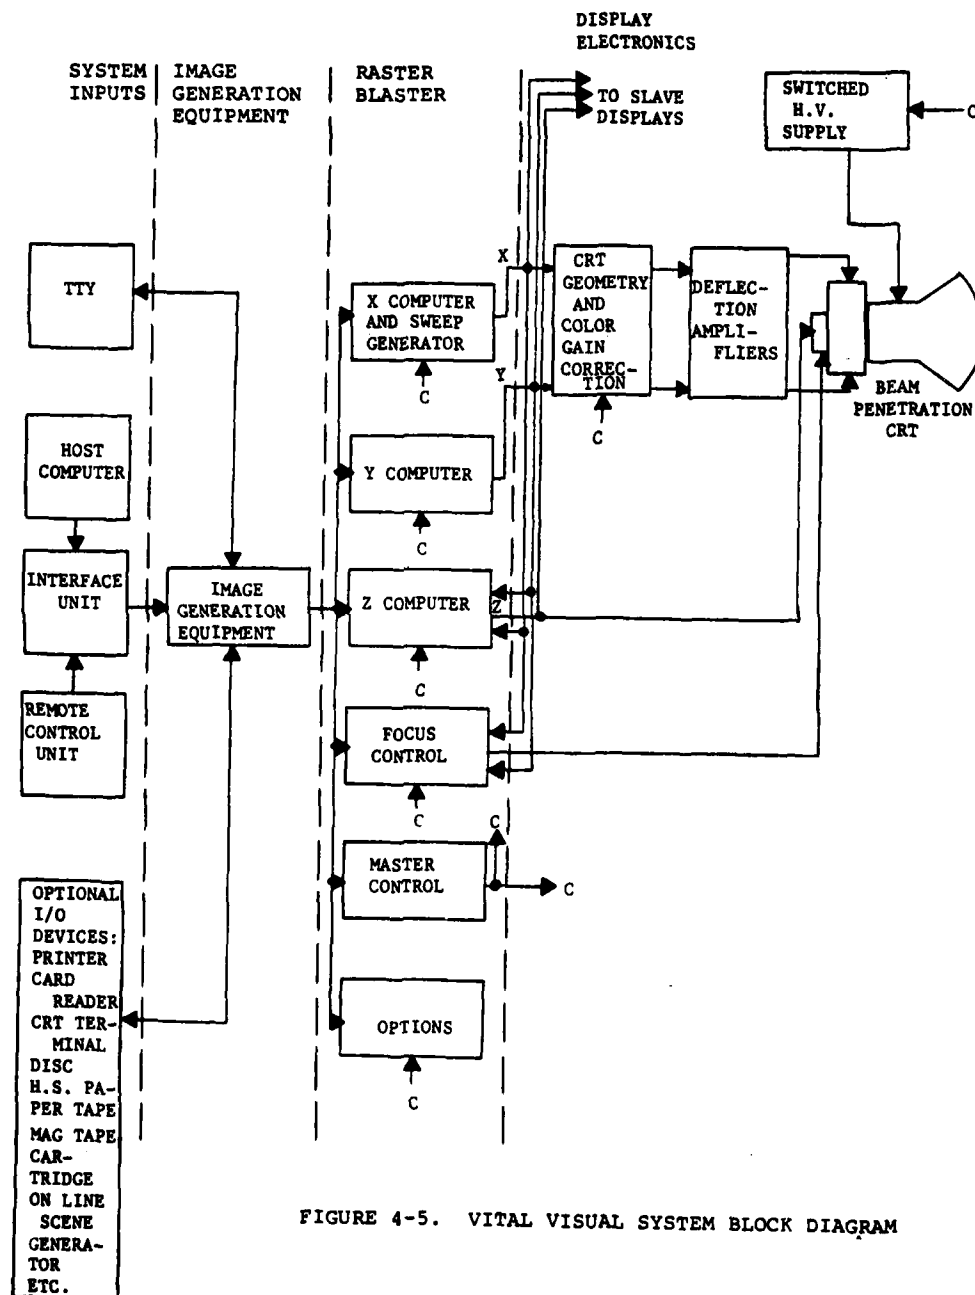 DISPLAY
ELECTRONICS
SYSTEM
INPUTS
IMAGE
GENERATION
EQUIPMENT
RASTER
BLASTER
TO SLAVE
DISPLAYS
SWITCHED
H.V.
SUPPLY
C
TTY
X COMPUTER
AND SWEEP
GENERATOR
C
X
Y
CRT
GEOMETRY
AND
COLOR
GAIN
CORREC-
TION
C
DEFLEC-
TION
AMPLI-
FLIERS
BEAM
PENETRATION
CRT
HOST
COMPUTER
Y COMPUTER
C
INTERFACE
UNIT
IMAGE
GENERATION
EQUIPMENT
Z COMPUTER
Z
C
REMOTE
CONTROL
UNIT
FOCUS
CONTROL
C
C
MASTER
CONTROL
C
OPTIONS
C
OPTIONAL
I/O
DEVICES:
PRINTER
CARD
READER
CRT TER-
MINAL
DISC
H.S. PA-
PER TAPE
MAG TAPE
CAR-
TRIDGE
ON LINE
SCENE
GENERA-
TOR
ETC.
FIGURE 4-5. VITAL VISUAL SYSTEM BLOCK DIAGRAM